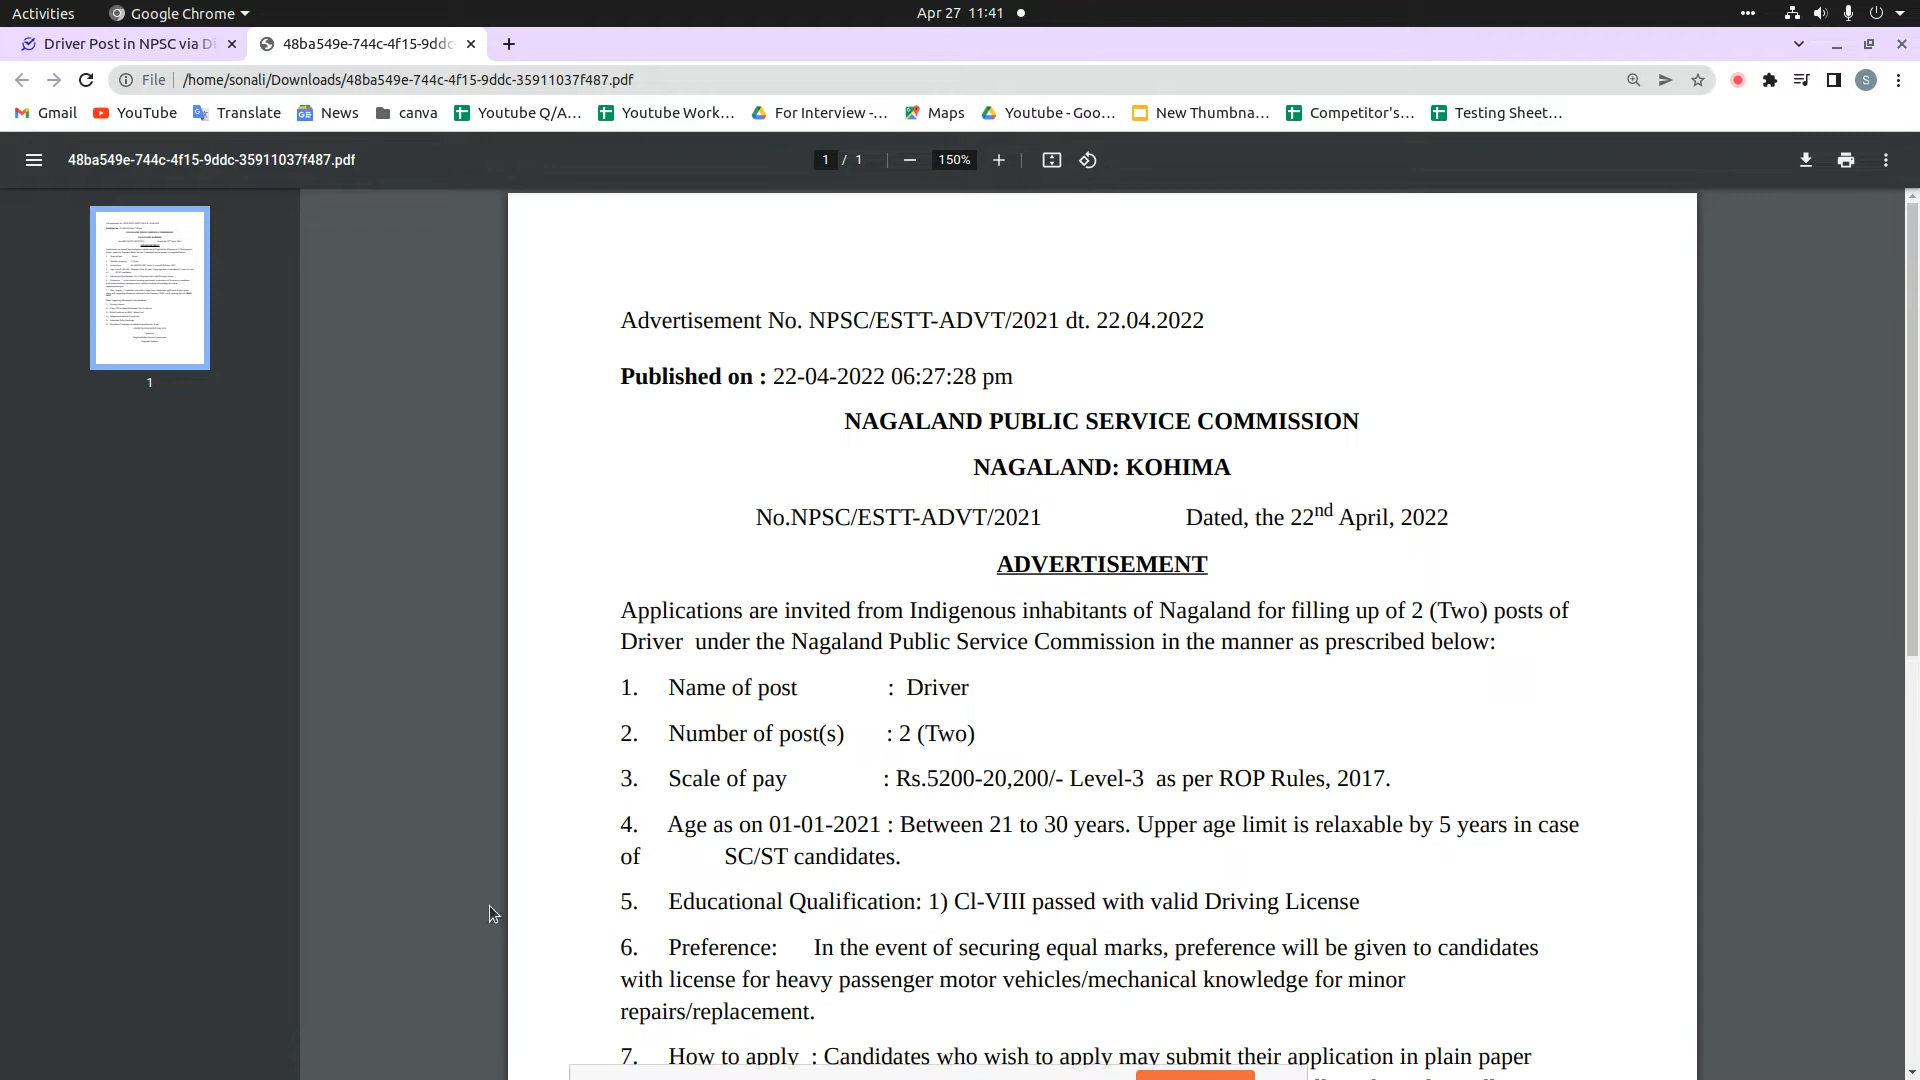 Activities Google Chrome Apr 27 11:41
Driver Post in NPSC via D 48ba549e-744c-4f15-9ddc
File /home/sonali/Downloads/48ba549e-744c-4f15-9ddc-35911037f487.pdf S
Gmail YouTube Translate News canva Youtube Q/A... Youtube Work... For Interview -... Maps Youtube - Goo... New Thumbna... Competitor's... Testing Sheet...
48ba549e-744c-4f15-9ddc-35911037f487.pdf 1 / 1 150%
1
Advertisement No. NPSC/ESTT-ADVT/2021 dt. 22.04.2022
Published on : 22-04-2022 06:27:28 pm
NAGALAND PUBLIC SERVICE COMMISSION
NAGALAND: KOHIMA
No.NPSC/ESTT-ADVT/2021 Dated, the 22nd April, 2022
ADVERTISEMENT
Applications are invited from Indigenous inhabitants of Nagaland for filling up of 2 (Two) posts of
Driver under the Nagaland Public Service Commission in the manner as prescribed below:
1. Name of post : Driver
2. Number of post(s) : 2 (Two)
3. Scale of pay : Rs.5200-20,200/- Level-3 as per ROP Rules, 2017.
4. Age as on 01-01-2021 : Between 21 to 30 years. Upper age limit is relaxable by 5 years in case
of SC/ST candidates.
5. Educational Qualification: 1) Cl-VIII passed with valid Driving License
6. Preference: In the event of securing equal marks, preference will be given to candidates
with license for heavy passenger motor vehicles/mechanical knowledge for minor
repairs/replacement.
7. How to apply : Candidates who wish to apply may submit their application in plain paper